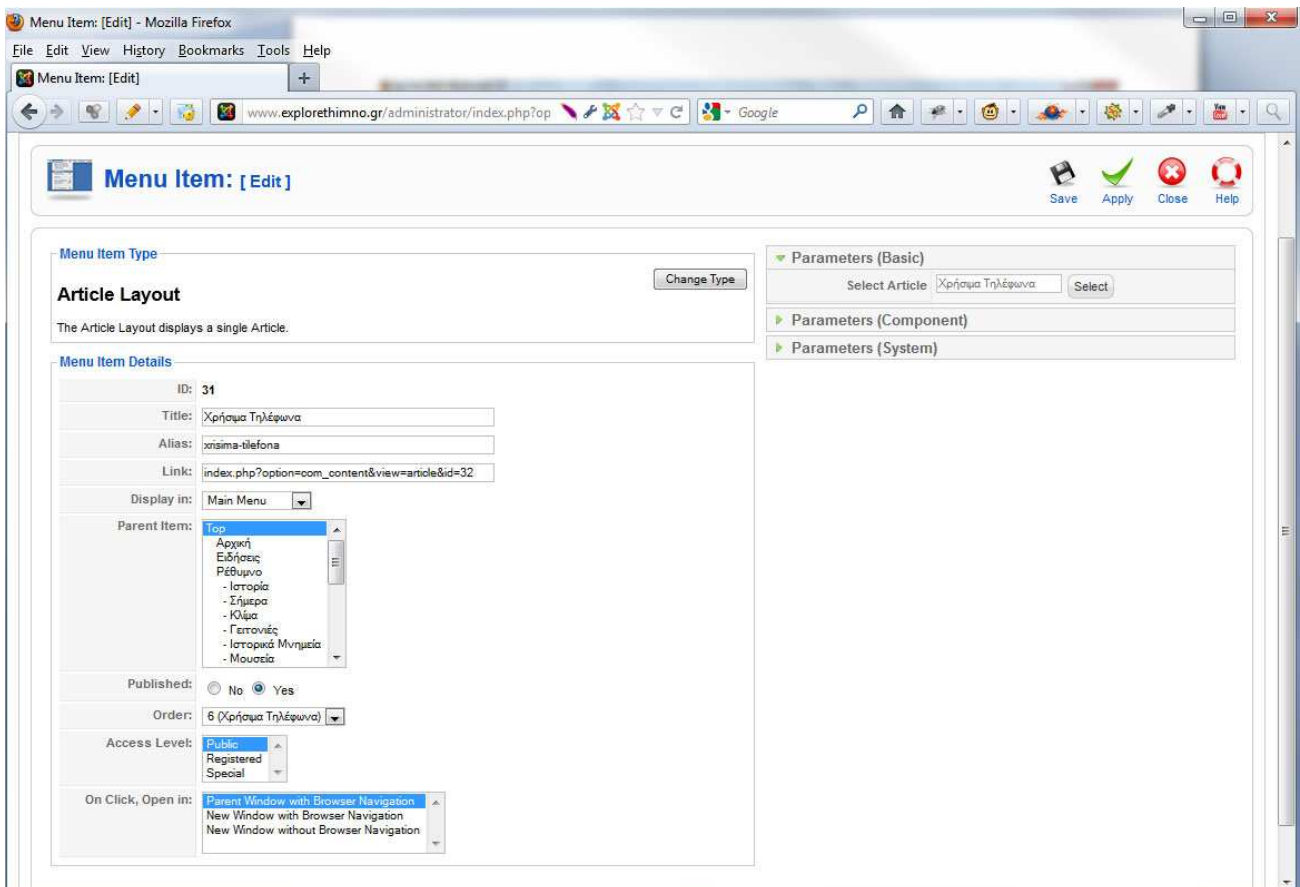 Menu Item: [Edit] - Mozilla Firefox
File Edit View History Bookmarks Tools Help
Menu Item: [Edit] +
www.explorethimno.gr/administrator/index.php?op Google
Menu Item: [ Edit ]
Save Apply Close Help
Menu Item Type
Change Type
Article Layout
The Article Layout displays a single Article.
Parameters (Basic)
Select Article Χρήσιμα Τηλέφωνα Select
Parameters (Component)
Parameters (System)
Menu Item Details
ID: 31
Title: Χρήσιμα Τηλέφωνα
Alias: xrisima-tilefona
Link: index.php?option=com_content&view=article&id=32
Display in: Main Menu
Parent Item: Top
Αρχική
Ειδήσεις
Ρέθυμνο
- Ιστορία
- Σήμερα
- Κλίμα
- Γειτονιές
- Ιστορικά Μνημεία
- Μουσεία
Published: No Yes
Order: 6 (Χρήσιμα Τηλέφωνα)
Access Level: Public
Registered
Special
On Click, Open in: Parent Window with Browser Navigation
New Window with Browser Navigation
New Window without Browser Navigation